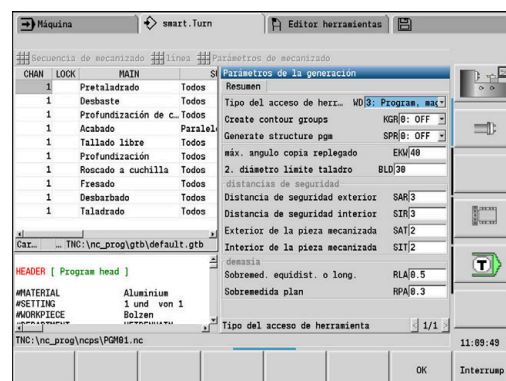 Máquina
smart.Turn
Editor herramientas
Secuencia de mecanizado
línea
Parámetros de mecanizado
CHAN LOCK MAIN
1 Pretaladrado Todos
1 Desbaste Todos
1 Profundización de c… Todos
1 Acabado Paralel
1 Tallado libre Todos
1 Profundización Todos
1 Roscado a cuchilla Todos
1 Fresado Todos
1 Desbarbado Todos
1 Taladrado Todos
Car… … TNC:\nc_prog\gtb\default.gtb
HEADER [ Program head ]
#MATERIAL Aluminium
#SETTING 1 und von 1
#WORKPIECE Bolzen
TNC:\nc_prog\ncps\PGM01.nc
Parámetros de la generación
Resumen
Tipo del acceso de herr… WD 3: Program, mag
Create contour groups KGR 0: OFF
Generate structure pgm SPR 0: OFF
máx. angulo copia replegado EKW 40
2. diámetro limite taladro BLD 30
distancias de seguridad
Distancia de seguridad exterior SAR 3
Distancia de seguridad interior SIR 3
Exterior de la pieza mecanizada SAT 2
Interior de la pieza mecanizada SIT 2
demasía
Sobremed. equidist. o long. RLA 0.5
Sobremedida plan RPA 0.3
Tipo del acceso de herramienta 1/1
T
11:09:49
OK
Interrump